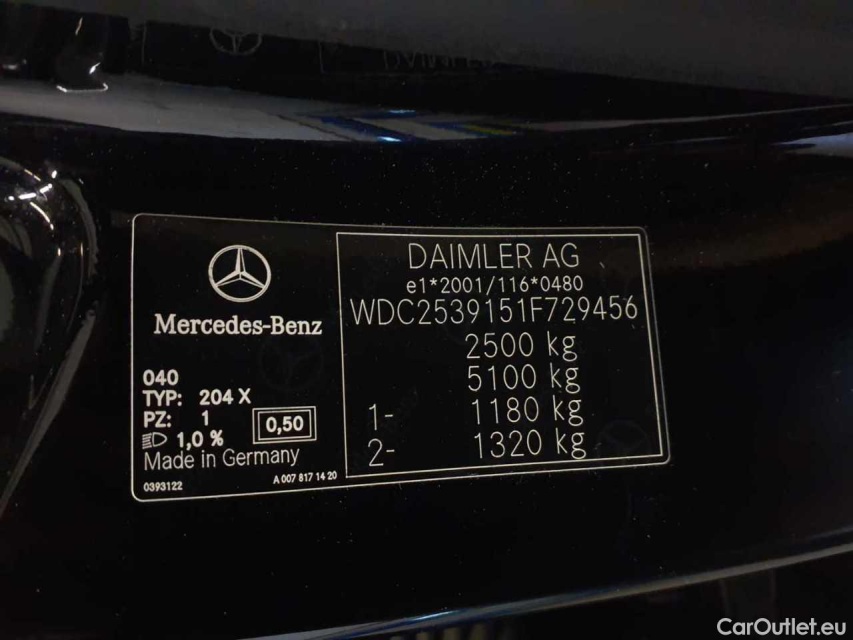 Mercedes-Benz
040
TYP: 204 X
PZ: 1
0,50
1,0 %
Made in Germany
0393122
A 007 817 14 20
DAIMLER AG
e1*2001/116*0480
WDC2539151F729456
2500 kg
5100 kg
1- 1180 kg
2- 1320 kg
CarOutlet.eu